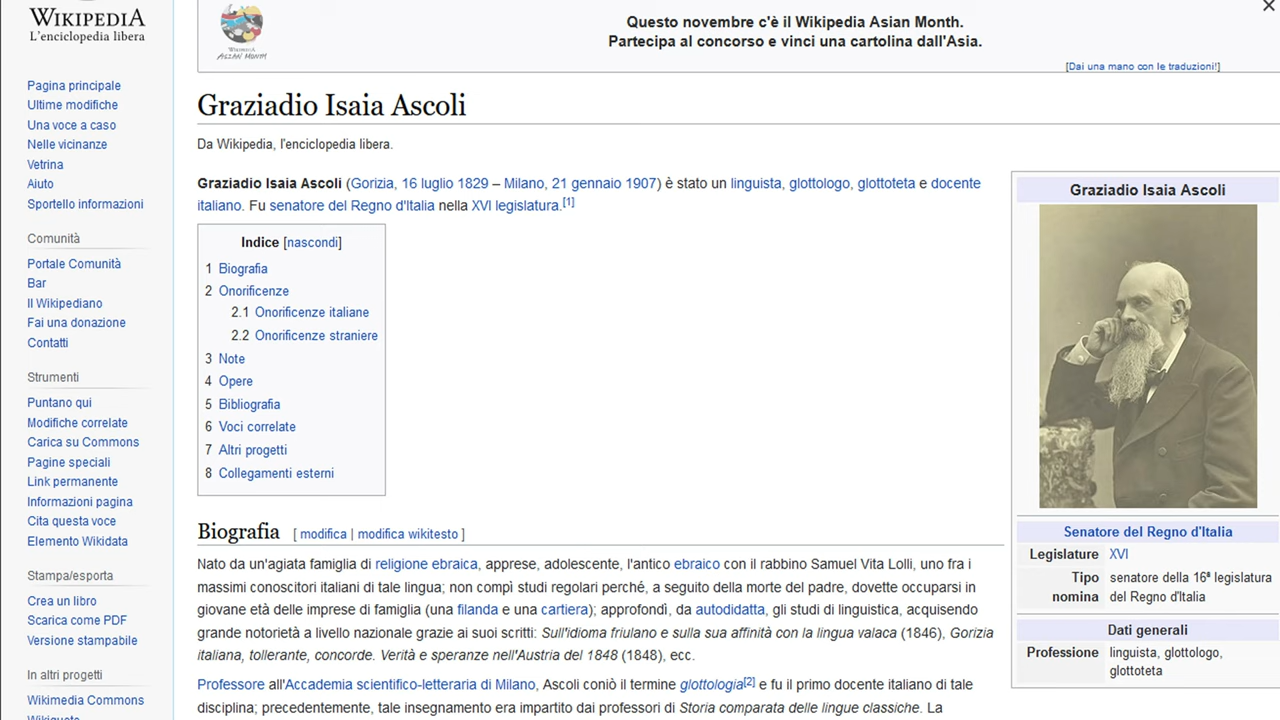 WIKIPEDIA
L'enciclopedia libera
Pagina principale
Ultime modifiche
Una voce a caso
Nelle vicinanze
Vetrina
Aiuto
Sportello informazioni
Comunità
Portale Comunità
Bar
Il Wikipediano
Fai una donazione
Contatti
Strumenti
Puntano qui
Modifiche correlate
Carica su Commons
Pagine speciali
Link permanente
Informazioni pagina
Cita questa voce
Elemento Wikidata
Stampa/esporta
Crea un libro
Scarica come PDF
Versione stampabile
In altri progetti
Wikimedia Commons
Wikiquote
WIKIPEDIA
ASIAN MONTH
Questo novembre c'è il Wikipedia Asian Month.
Partecipa al concorso e vinci una cartolina dall'Asia.
[Dai una mano con le traduzioni!]
Graziadio Isaia Ascoli
Da Wikipedia, l'enciclopedia libera.
Graziadio Isaia Ascoli (Gorizia, 16 luglio 1829 – Milano, 21 gennaio 1907) è stato un linguista, glottologo, glottoteta e docente
italiano. Fu senatore del Regno d'Italia nella XVI legislatura.[1]
Indice [nascondi]
1 Biografia
2 Onorificenze
2.1 Onorificenze italiane
2.2 Onorificenze straniere
3 Note
4 Opere
5 Bibliografia
6 Voci correlate
7 Altri progetti
8 Collegamenti esterni
Biografia [ modifica | modifica wikitesto ]
Nato da un'agiata famiglia di religione ebraica, apprese, adolescente, l'antico ebraico con il rabbino Samuel Vita Lolli, uno fra i
massimi conoscitori italiani di tale lingua; non compì studi regolari perché, a seguito della morte del padre, dovette occuparsi in
giovane età delle imprese di famiglia (una filanda e una cartiera); approfondì, da autodidatta, gli studi di linguistica, acquisendo
grande notorietà a livello nazionale grazie ai suoi scritti: Sull'idioma friulano e sulla sua affinità con la lingua valaca (1846), Gorizia
italiana, tollerante, concorde. Verità e speranze nell'Austria del 1848 (1848), ecc.
Professore all'Accademia scientifico-letteraria di Milano, Ascoli coniò il termine glottologia[2] e fu il primo docente italiano di tale
disciplina; precedentemente, tale insegnamento era impartito dai professori di Storia comparata delle lingue classiche. La
Graziadio Isaia Ascoli
Senatore del Regno d'Italia
Legislature XVI
Tipo nomina senatore della 16ª legislatura
del Regno d'Italia
Dati generali
Professione linguista, glottologo,
glottoteta